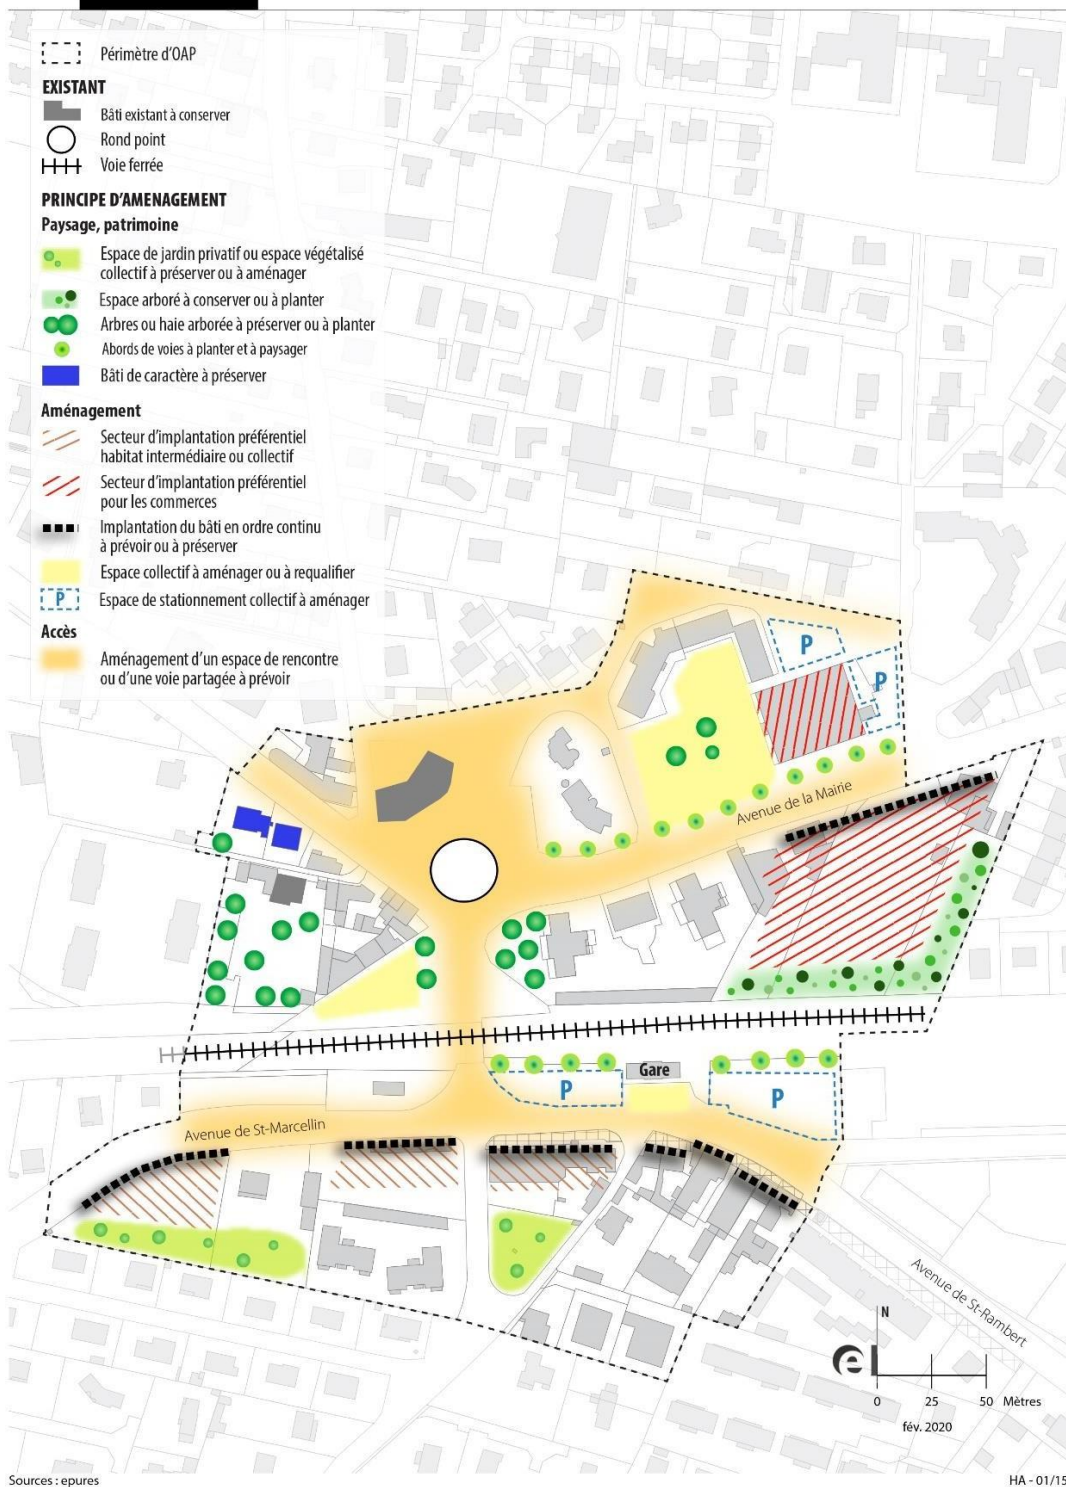 Périmètre d'OAP
EXISTANT
Bâti existant à conserver
Rond point
Voie ferrée
PRINCIPE D'AMENAGEMENT
Paysage, patrimoine
Espace de jardin privatif ou espace végétalisé
collectif à préserver ou à aménager
Espace arboré à conserver ou à planter
Arbres ou haie arborée à préserver ou à planter
Abords de voies à planter et à paysager
Bâti de caractère à préserver
Aménagement
Secteur d'implantation préférentiel
habitat intermédiaire ou collectif
Secteur d'implantation préférentiel
pour les commerces
Implantation du bâti en ordre continu
à prévoir ou à préserver
Espace collectif à aménager ou à requalifier
P
Espace de stationnement collectif à aménager
Accès
Aménagement d'un espace de rencontre
ou d'une voie partagée à prévoir
P
P
Avenue de la Mairie
Gare
P
P
Avenue de St-Marcellin
Avenue de St-Rambert
N
e
0 25 50 Mètres
fév. 2020
Sources : epures
HA - 01/15